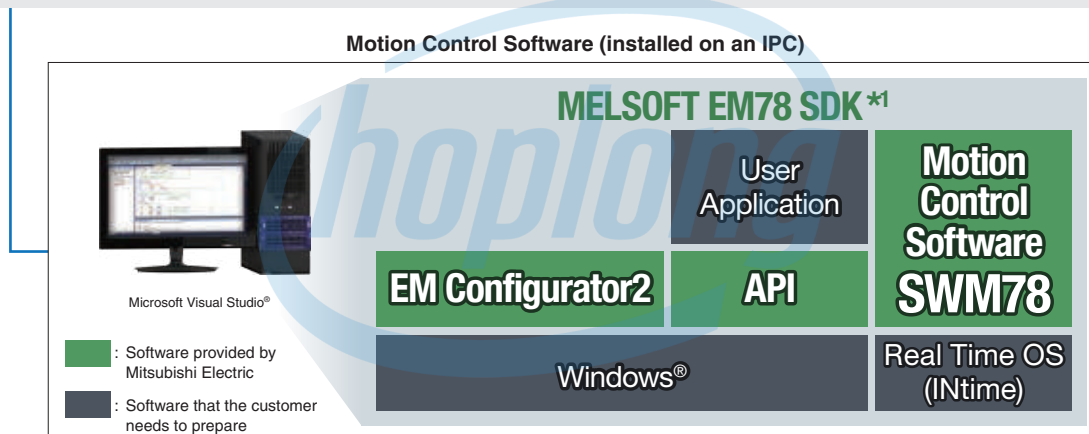 Motion Control Software (installed on an IPC)
MELSOFT EM78 SDK *1
hoplong
User
Application
Motion
Control
Software
SWM78
EM Configurator2
API
Microsoft Visual Studio®
Windows®
Real Time OS
(INtime)
: Software provided by
Mitsubishi Electric
: Software that the customer
needs to prepare